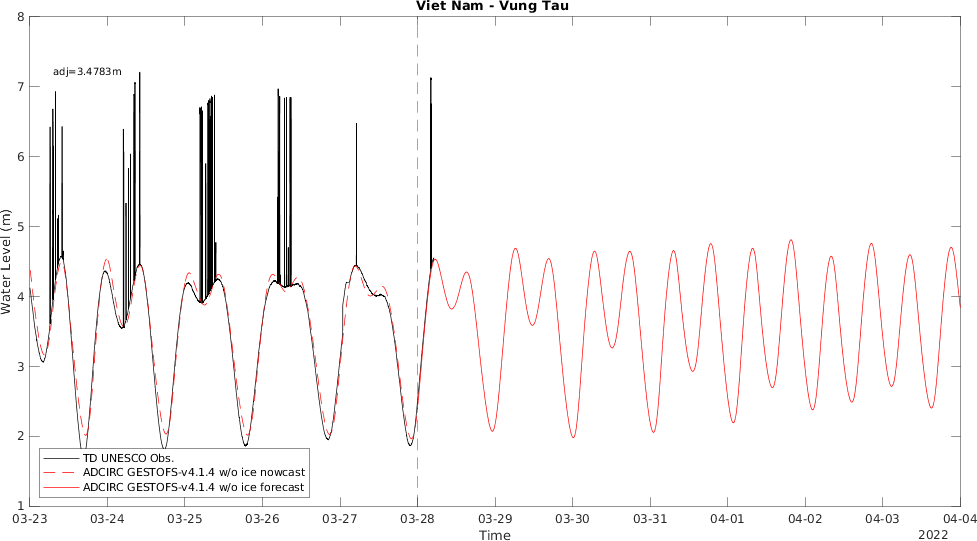 Viet Nam - Vung Tau
8
adj=3.4783m
7
6
5
4
3
2
1
Water Level (m)
TD UNESCO Obs.
ADCIRC GESTOFS-v4.1.4 w/o ice nowcast
ADCIRC GESTOFS-v4.1.4 w/o ice forecast
03-23 03-24 03-25 03-26 03-27 03-28 03-29 03-30 03-31 04-01 04-02 04-03 04-04
Time
2022